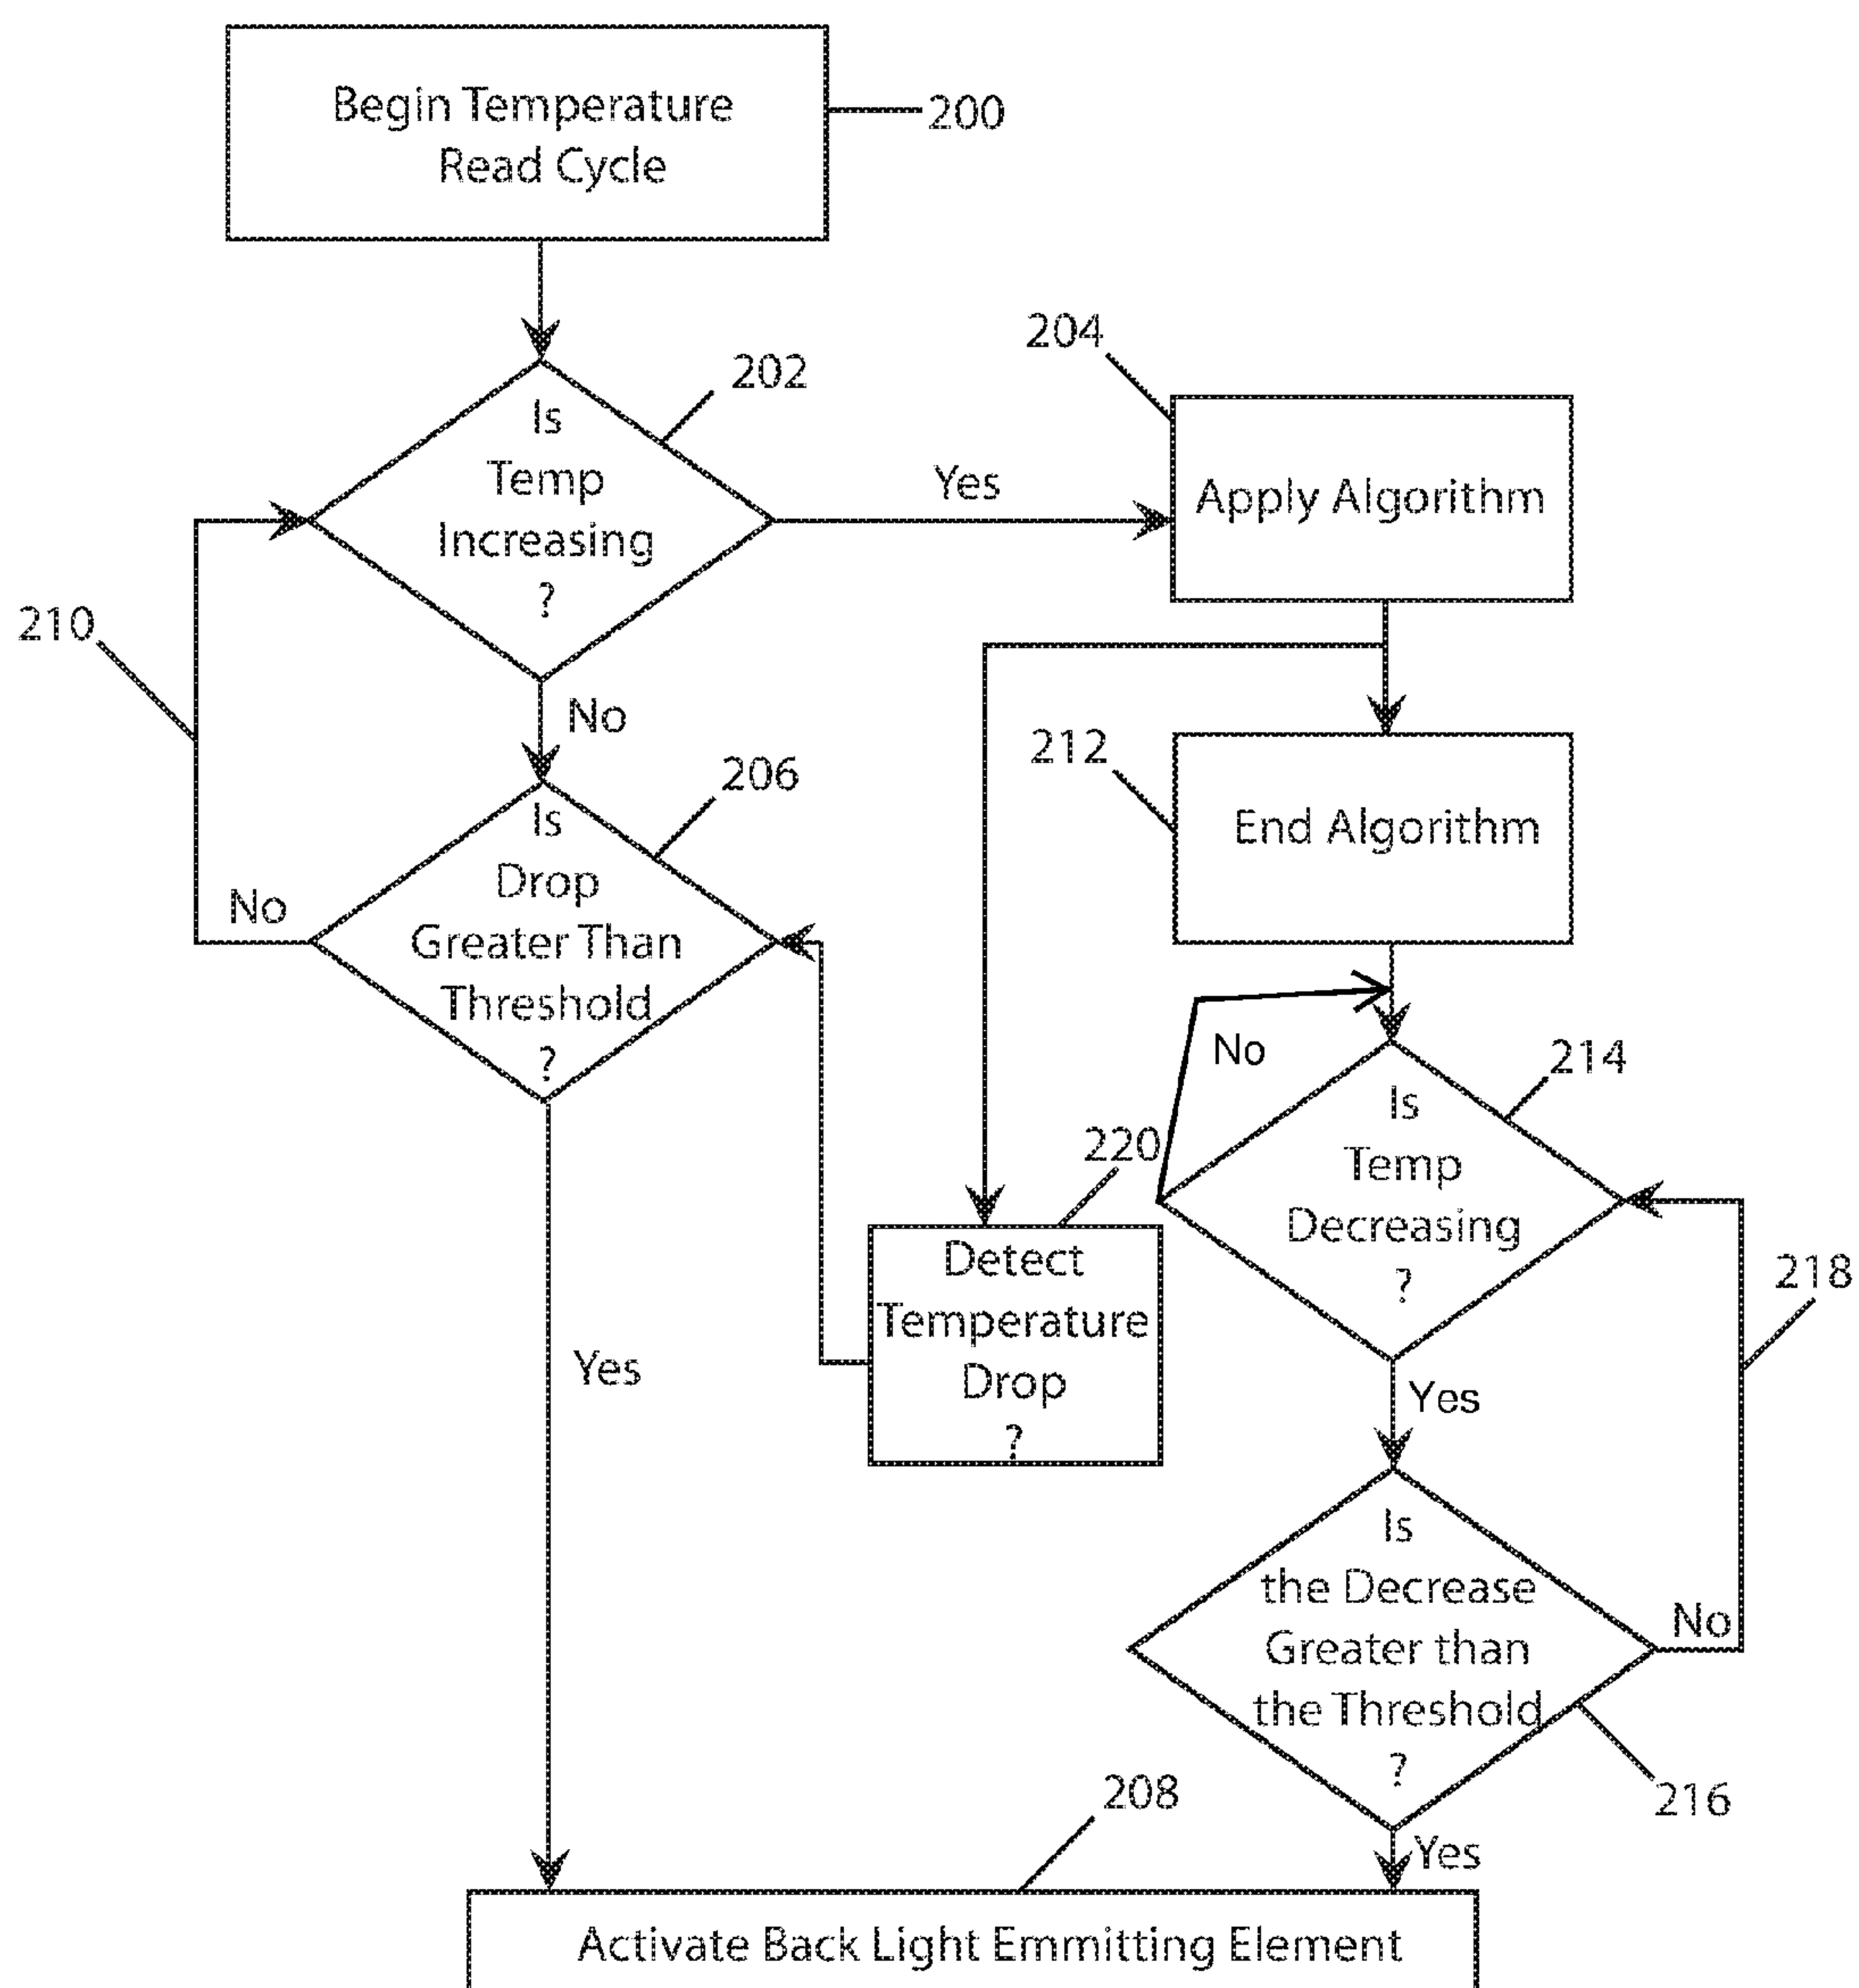 Begin Temperature
Read Cycle
200
204
202
Is
Temp
Increasing
?
Yes
Apply Algorithm
210
No
212
206
End Algorithm
Is
Drop
Greater Than
Threshold
?
No
No
214
220
Is
Temp
Decreasing
?
Detect
Temperature
Drop
?
218
Yes
Yes
Is
the Decrease
Greater than
the Threshold
?
No
216
208
Yes
Activate Back Light Emmitting Element